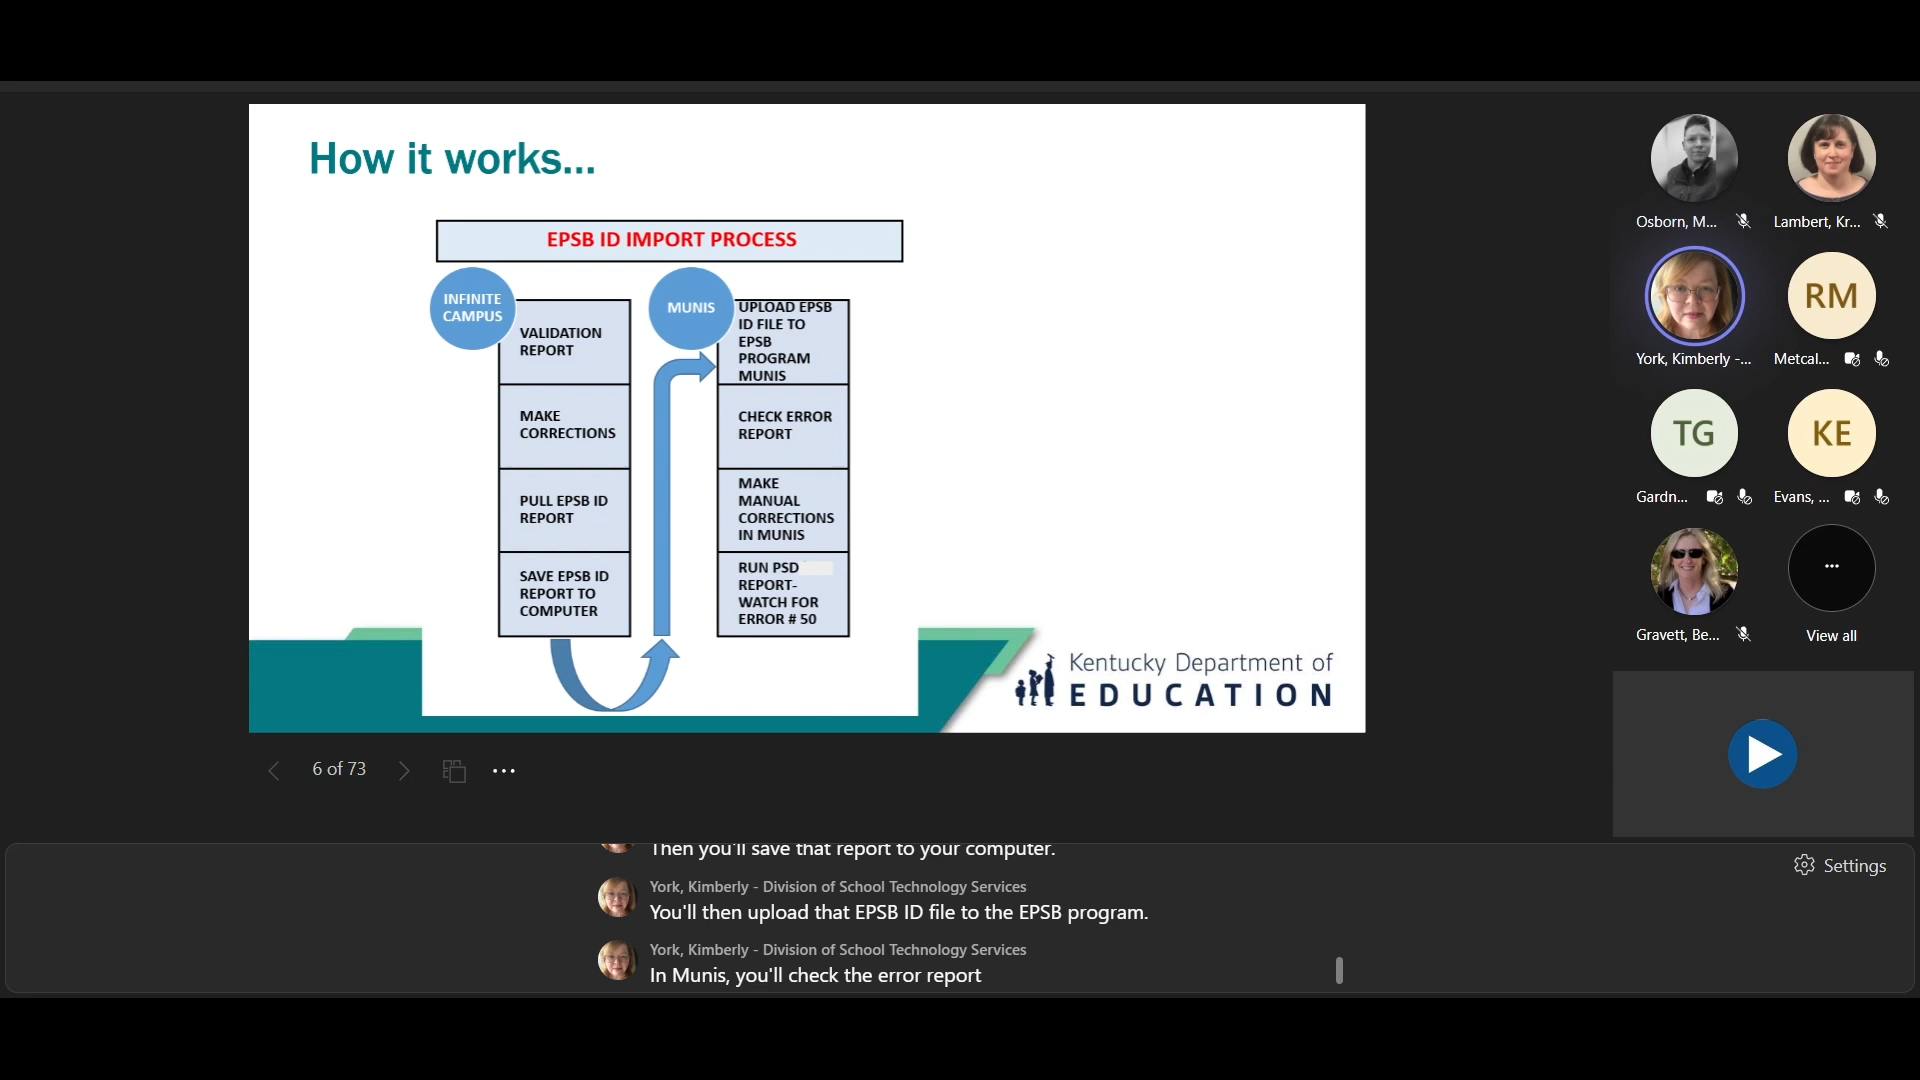 How it works...
EPSB ID IMPORT PROCESS
INFINITE
CAMPUS
VALIDATION
REPORT
MAKE
CORRECTIONS
PULL EPSB ID
REPORT
SAVE EPSB ID
REPORT TO
COMPUTER
MUNIS
UPLOAD EPSB
ID FILE TO
EPSB
PROGRAM
MUNIS
CHECK ERROR
REPORT
MAKE
MANUAL
CORRECTIONS
IN MUNIS
RUN PSD
REPORT-
WATCH FOR
ERROR # 50
Kentucky Department of
EDUCATION
6 of 73
Osborn, M...
Lambert, Kr...
York, Kimberly -...
RM
Metcal...
TG
Gardn...
KE
Evans, ...
Gravett, Be...
View all
Then you'll save that report to your computer.
York, Kimberly - Division of School Technology Services
You'll then upload that EPSB ID file to the EPSB program.
York, Kimberly - Division of School Technology Services
In Munis, you'll check the error report
Settings